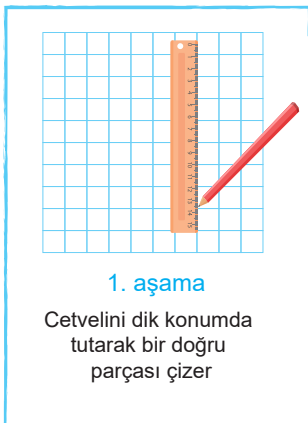 1. aşama
Cetvelini dik konumda
tutarak bir doğru
parçası çizer